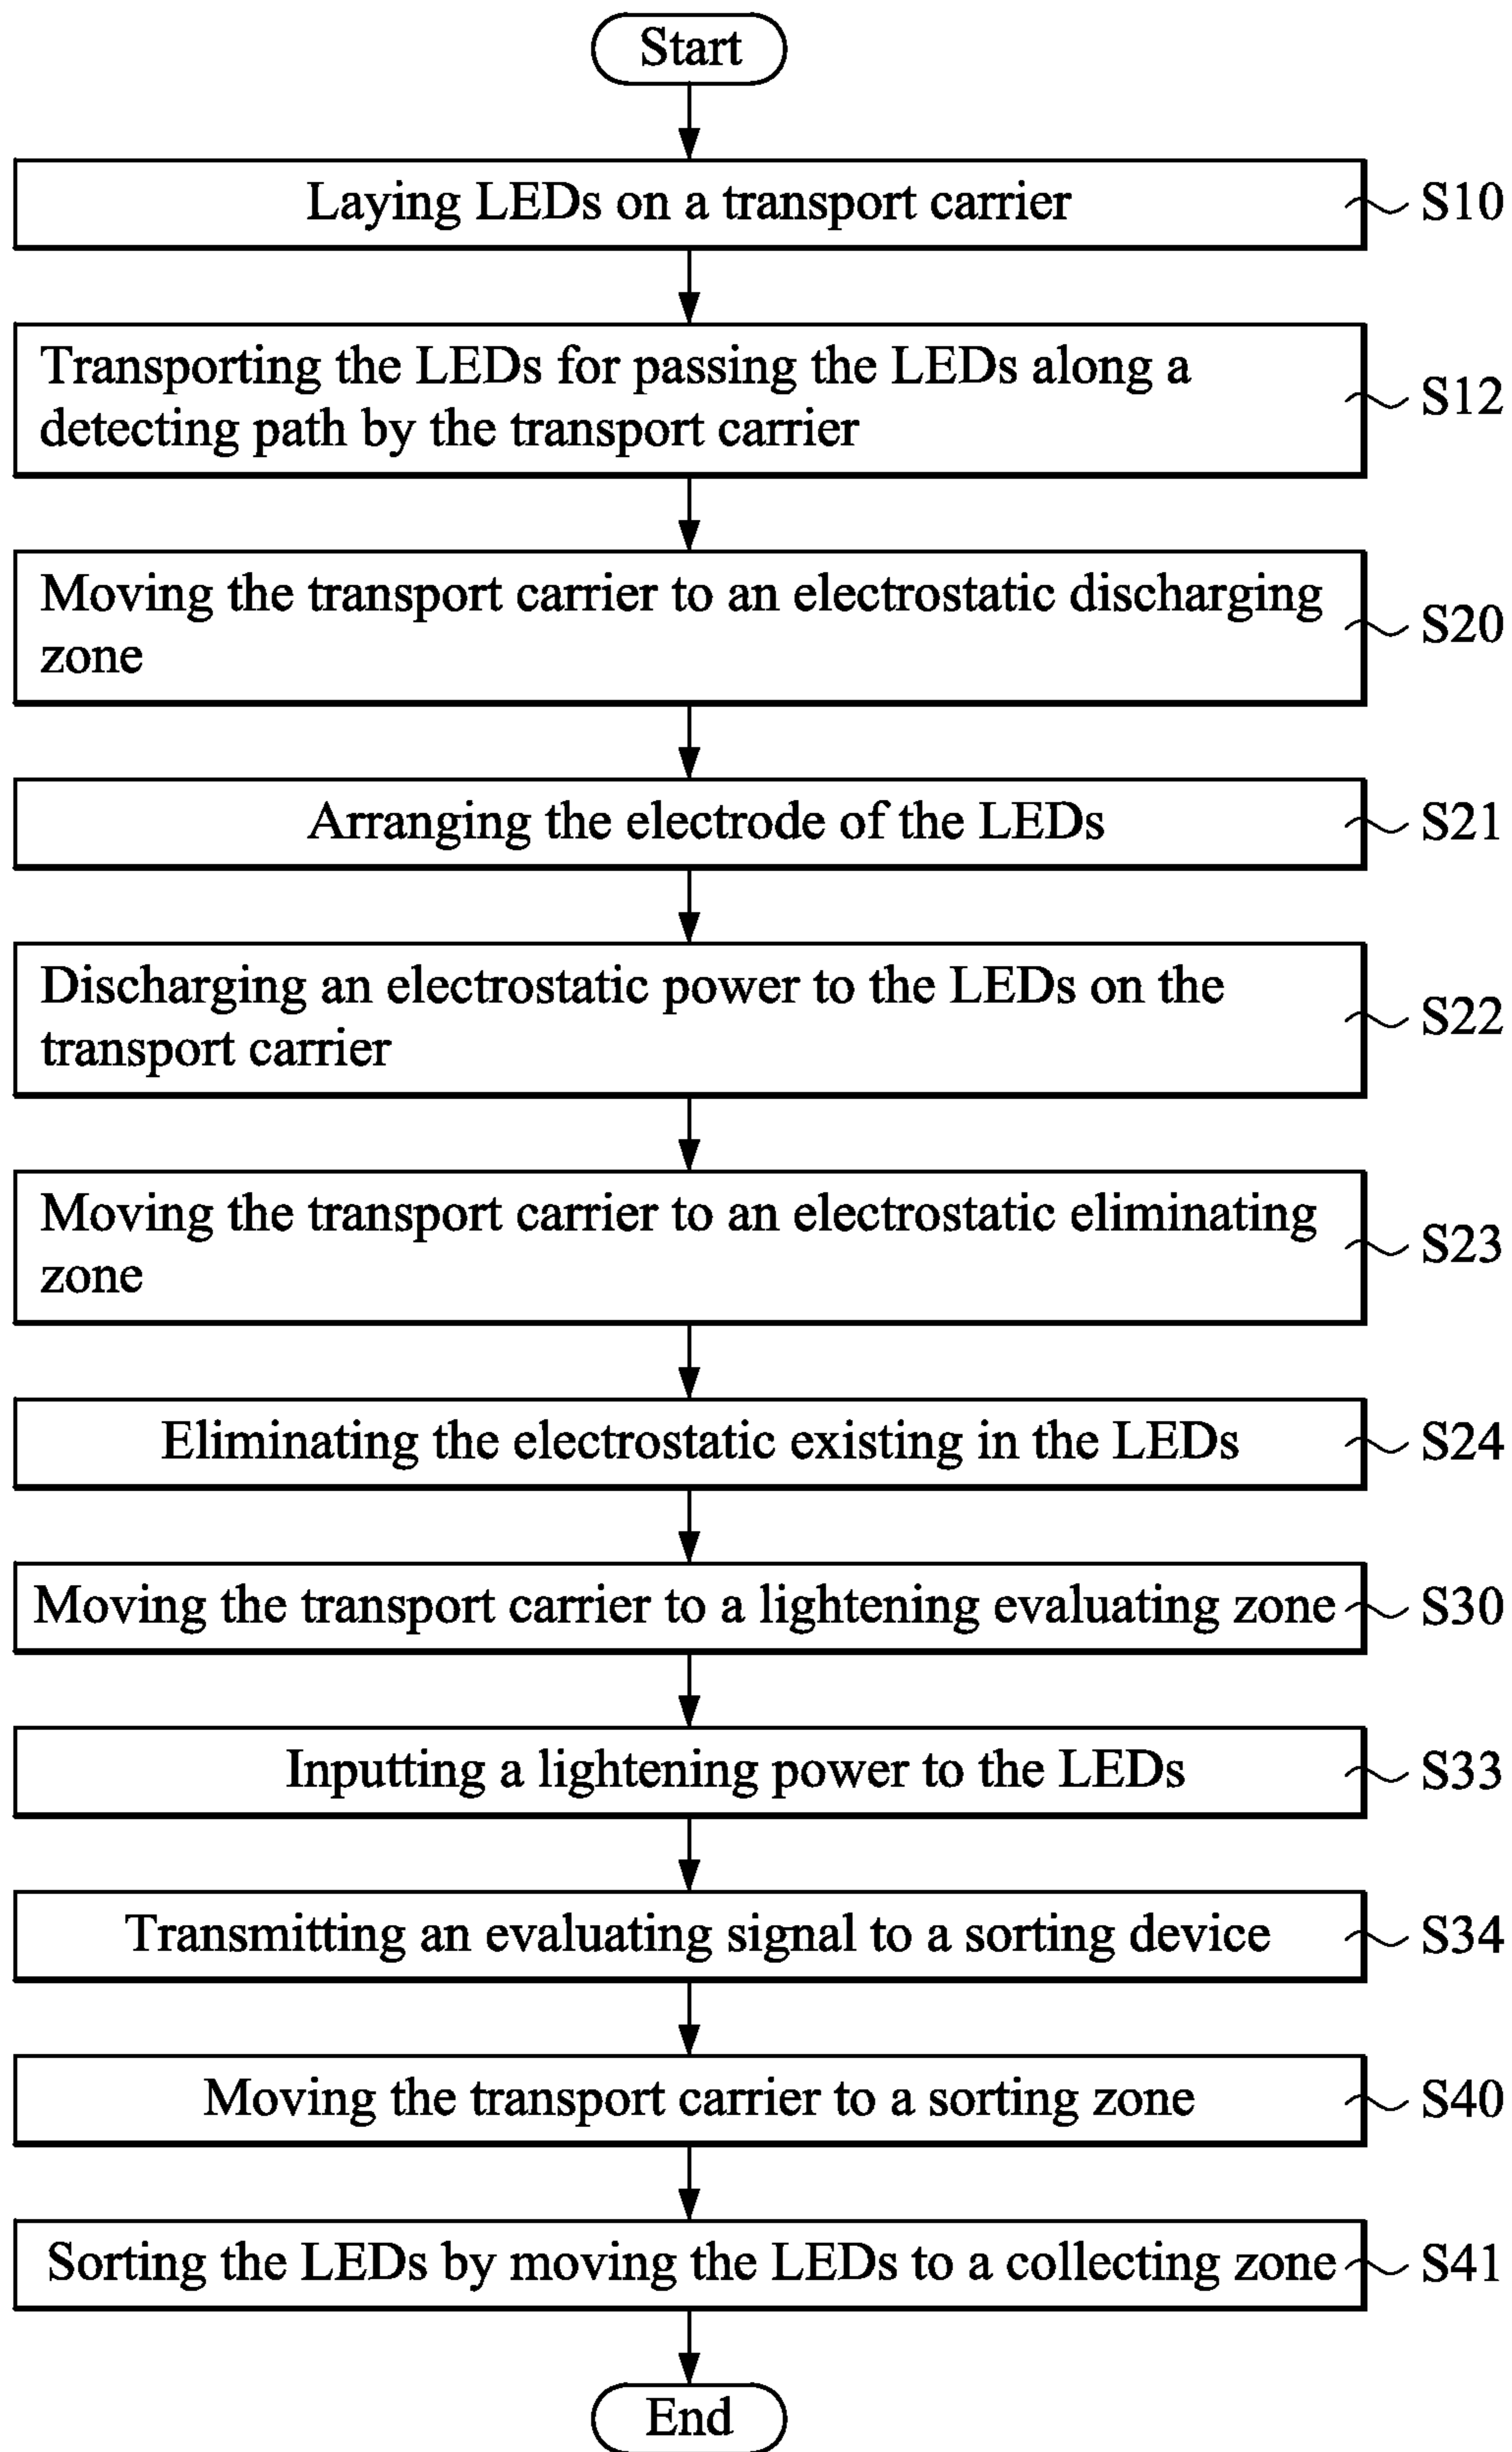 Start
Laying LEDs on a transport carrier
S10
Transporting the LEDs for passing the LEDs along a
detecting path by the transport carrier
S12
Moving the transport carrier to an electrostatic discharging
zone
S20
Arranging the electrode of the LEDs
S21
Discharging an electrostatic power to the LEDs on the
transport carrier
S22
Moving the transport carrier to an electrostatic eliminating
zone
S23
Eliminating the electrostatic existing in the LEDs
S24
Moving the transport carrier to a lightening evaluating zone
S30
Inputting a lightening power to the LEDs
S33
Transmitting an evaluating signal to a sorting device
S34
Moving the transport carrier to a sorting zone
S40
Sorting the LEDs by moving the LEDs to a collecting zone
S41
End